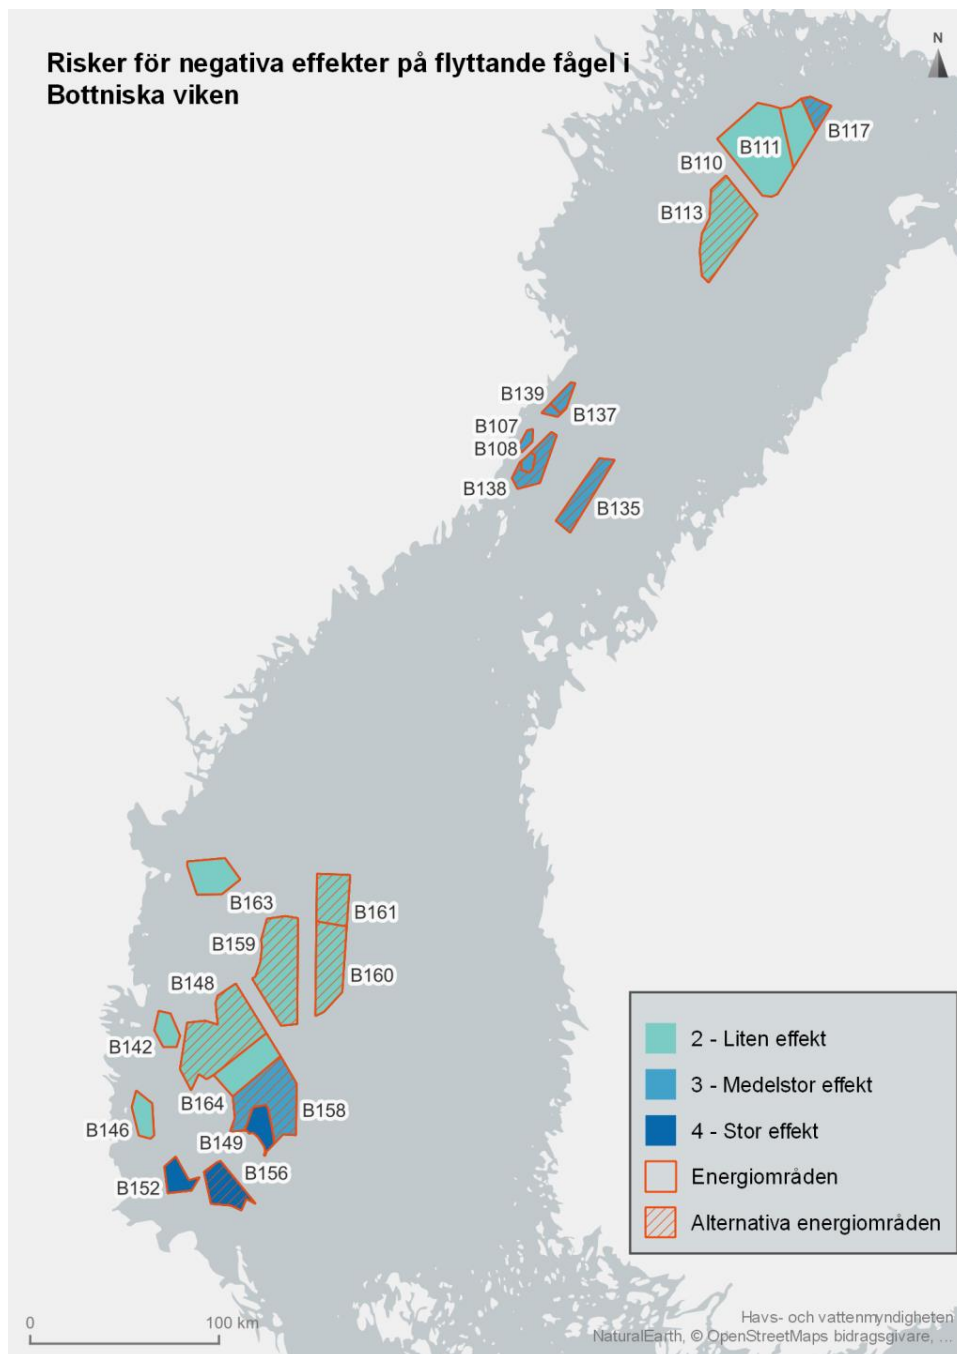 Risker för negativa effekter på flyttande fågel i
Bottniska viken
N
B117
B111
B110
B113
B139
B137
B107
B108
B138
B135
B163
B161
B159
B160
B148
B142
B164
B158
B146
B149
B156
B152
2 - Liten effekt
3 - Medelstor effekt
4 - Stor effekt
Energiområden
Alternativa energiområden
0 100 km
Havs- och vattenmyndigheten
NaturalEarth, © OpenStreetMaps bidragsgivare, ...